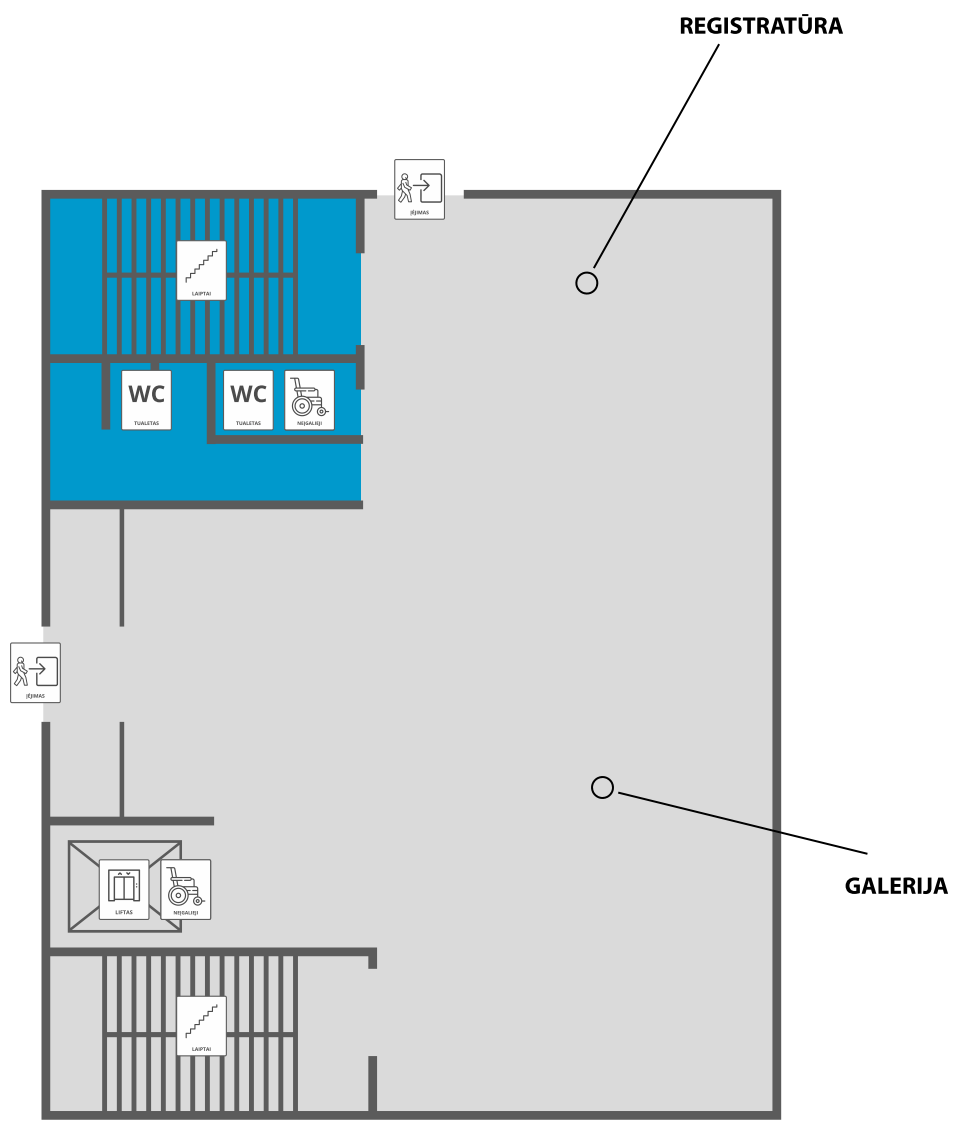 REGISTRATŪRA
ĮĖJIMAS
LAIPTAI
WC
TUALETAS
WC
TUALETAS
NEĮGALIEJI
ĮĖJIMAS
GALERIJA
LIFTAS
NEĮGALIEJI
LAIPTAI